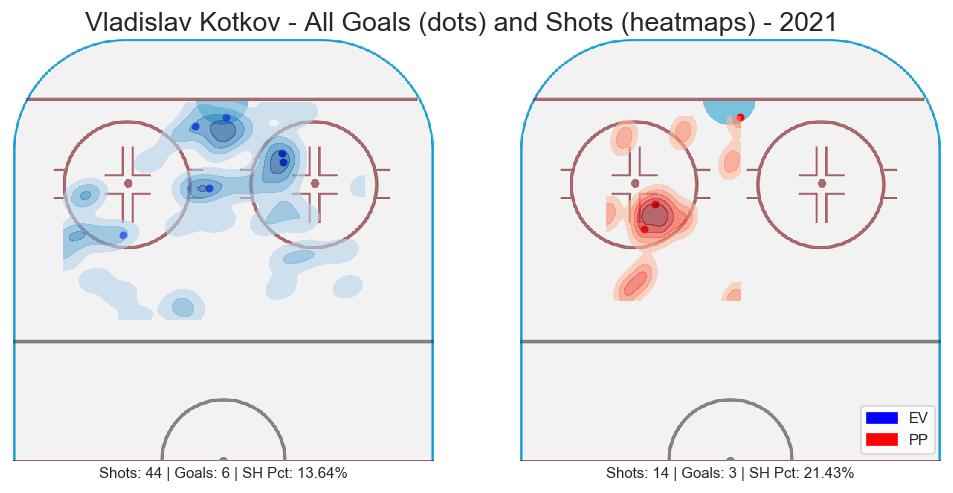 Vladislav Kotkov - All Goals (dots) and Shots (heatmaps) - 2021
EV
PP
Shots: 44 | Goals: 6 | SH Pct: 13.64%
Shots: 14 | Goals: 3 | SH Pct: 21.43%